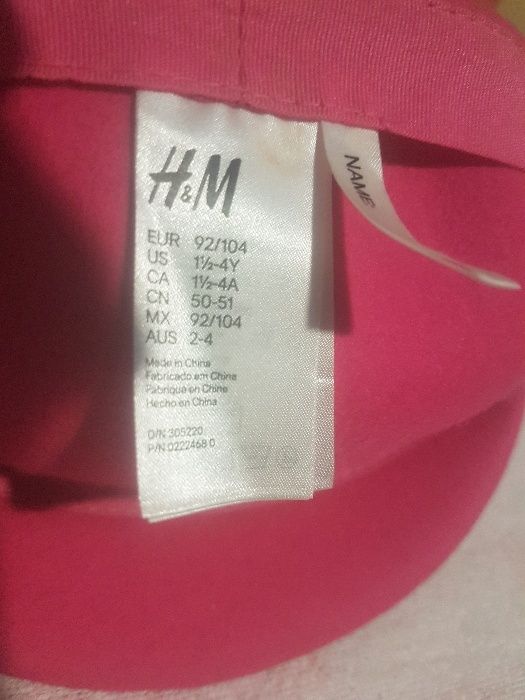 H&M
NAME
EUR 92/104
US 1½-4Y
CA 1½-4A
CN 50-51
MX 92/104
AUS 2-4
Made in China
Fabricado em China
Fabriqué en Chine
Hecho en China
O/N 305220
P/N 0222468 0